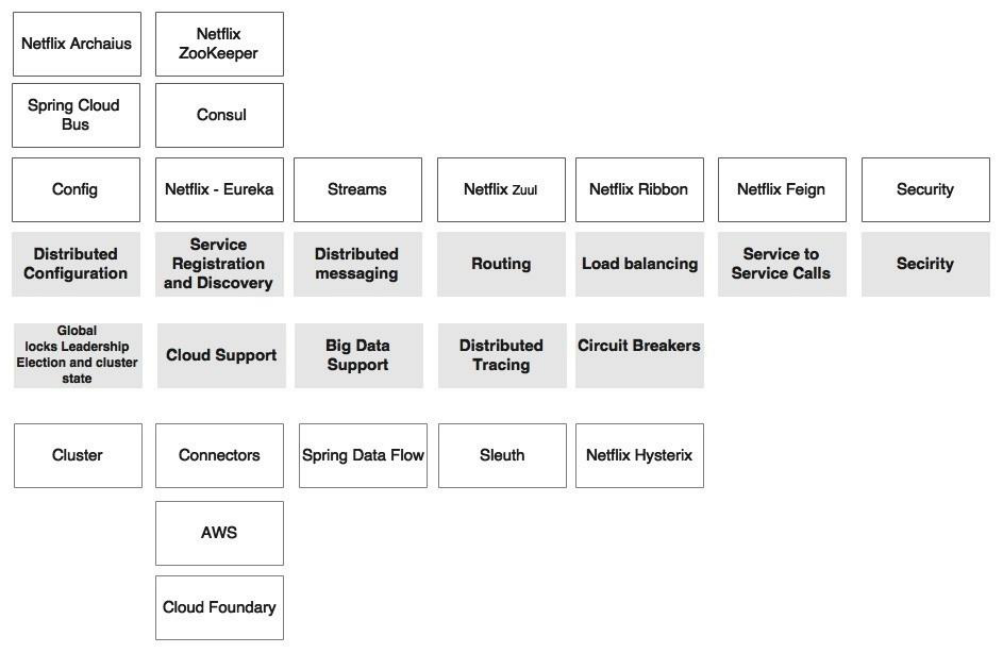 Netflix Archaius
Netflix
ZooKeeper
Spring Cloud
Bus
Consul
Config
Netflix - Eureka
Streams
Netflix Zuul
Netflix Ribbon
Netflix Feign
Security
Distributed
Configuration
Service
Registration
and Discovery
Distributed
messaging
Routing
Load balancing
Service to
Service Calls
Secirity
Global
locks Leadership
Election and cluster
state
Cloud Support
Big Data
Support
Distributed
Tracing
Circuit Breakers
Cluster
Connectors
Spring Data Flow
Sleuth
Netflix Hysterix
AWS
Cloud Foundary